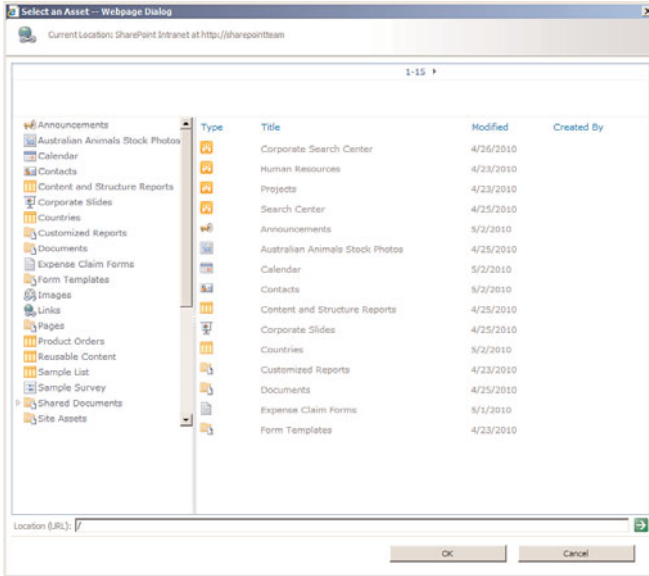 Select an Asset -- Webpage Dialog
Current Location: SharePoint Intranet at http://sharepointteam
1-15
Announcements
Australian Animals Stock Photos
Calendar
Contacts
Content and Structure Reports
Corporate Slides
Countries
Customized Reports
Documents
Expense Claim Forms
Form Templates
Images
Links
Pages
Product Orders
Reusable Content
Sample List
Sample Survey
Shared Documents
Site Assets
Type Title Modified Created By
Corporate Search Center 4/26/2010
Human Resources 4/23/2010
Projects 4/23/2010
Search Center 4/25/2010
Announcements 5/2/2010
Australian Animals Stock Photos 4/25/2010
Calendar 5/2/2010
Contacts 5/2/2010
Content and Structure Reports 4/25/2010
Corporate Slides 4/25/2010
Countries 5/2/2010
Customized Reports 4/23/2010
Documents 4/25/2010
Expense Claim Forms 5/1/2010
Form Templates 4/23/2010
Location (URL): /
OK Cancel